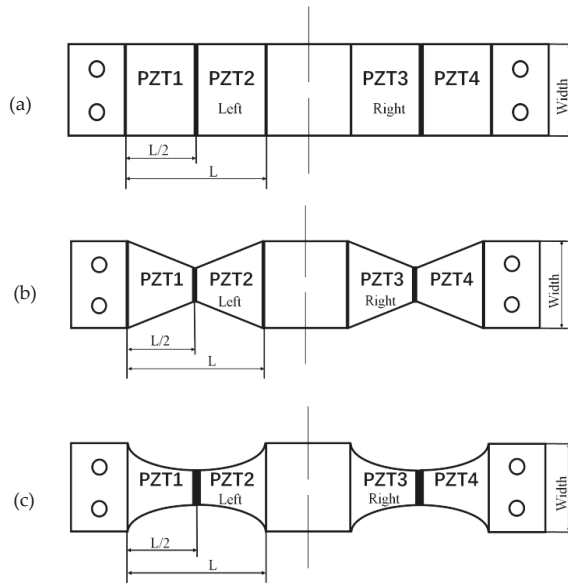 (a)
PZT1
PZT2
Left
PZT3
Right
PZT4
Width
L/2
L
(b)
PZT1
PZT2
Left
PZT3
Right
PZT4
Width
L/2
L
(c)
PZT1
PZT2
Left
PZT3
Right
PZT4
Width
L/2
L